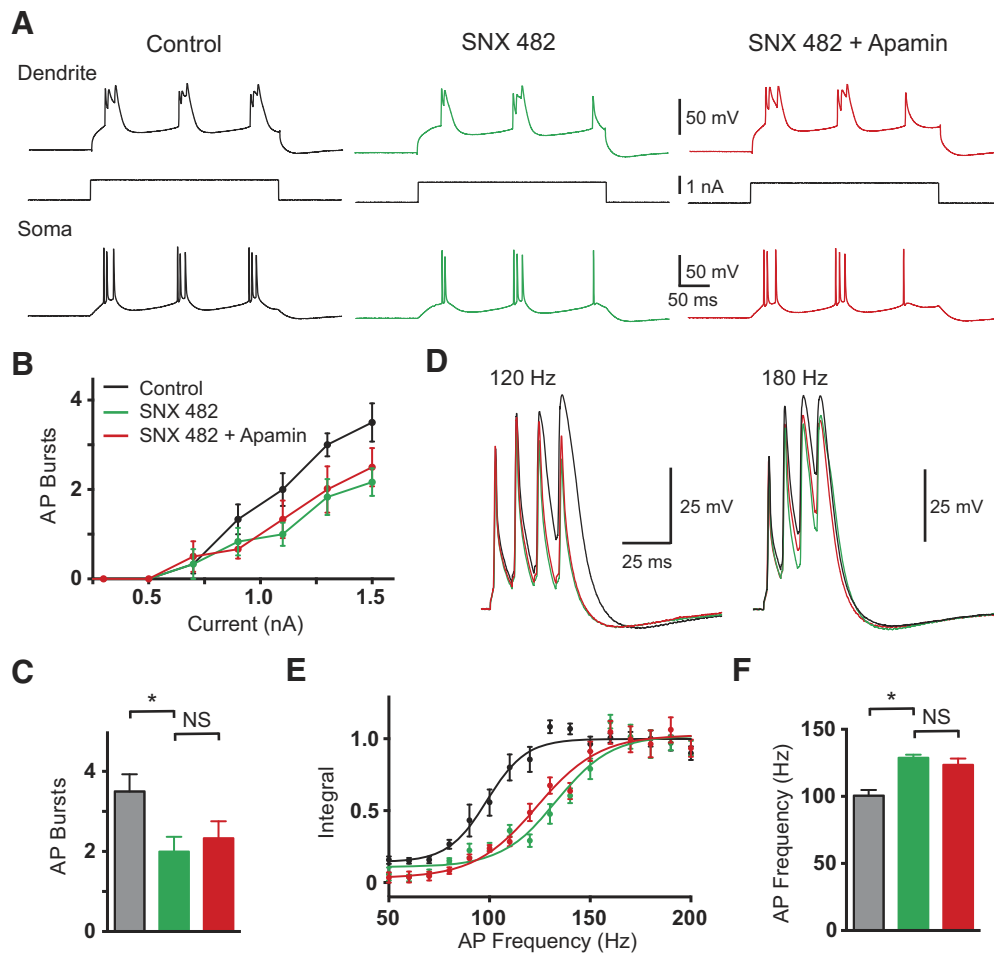 A
Control
SNX 482
SNX 482 + Apamin
Dendrite
50 mV
1 nA
Soma
50 mV
50 ms
B
Control
SNX 482
SNX 482 + Apamin
AP Bursts
4
2
0
0.5
1.0
1.5
Current (nA)
D
120 Hz
180 Hz
25 mV
25 ms
25 mV
C
*
NS
AP Bursts
4
2
0
E
Integral
1.0
0.5
0
50
100
150
200
AP Frequency (Hz)
F
*
NS
AP Frequency (Hz)
150
100
50
0